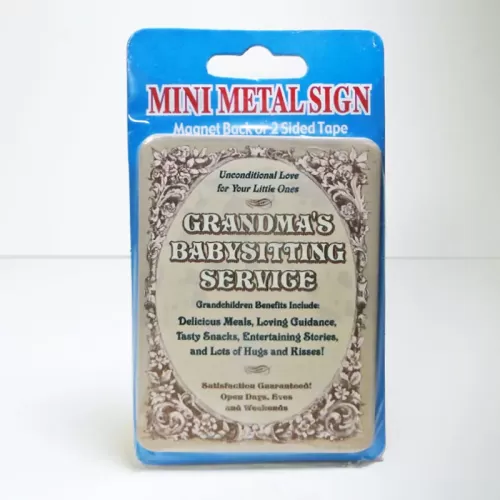 MINI METAL SIGN
Magnet Back or 2 Sided Tape
Unconditional Love
for Your Little Ones
GRANDMA'S
BABYSITTING
SERVICE
Grandchildren Benefits Include:
Delicious Meals, Loving Guidance,
Tasty Snacks, Entertaining Stories,
and Lots of Hugs and Kisses!
Satisfaction Guaranteed!
Open Days, Eves
and Weekends